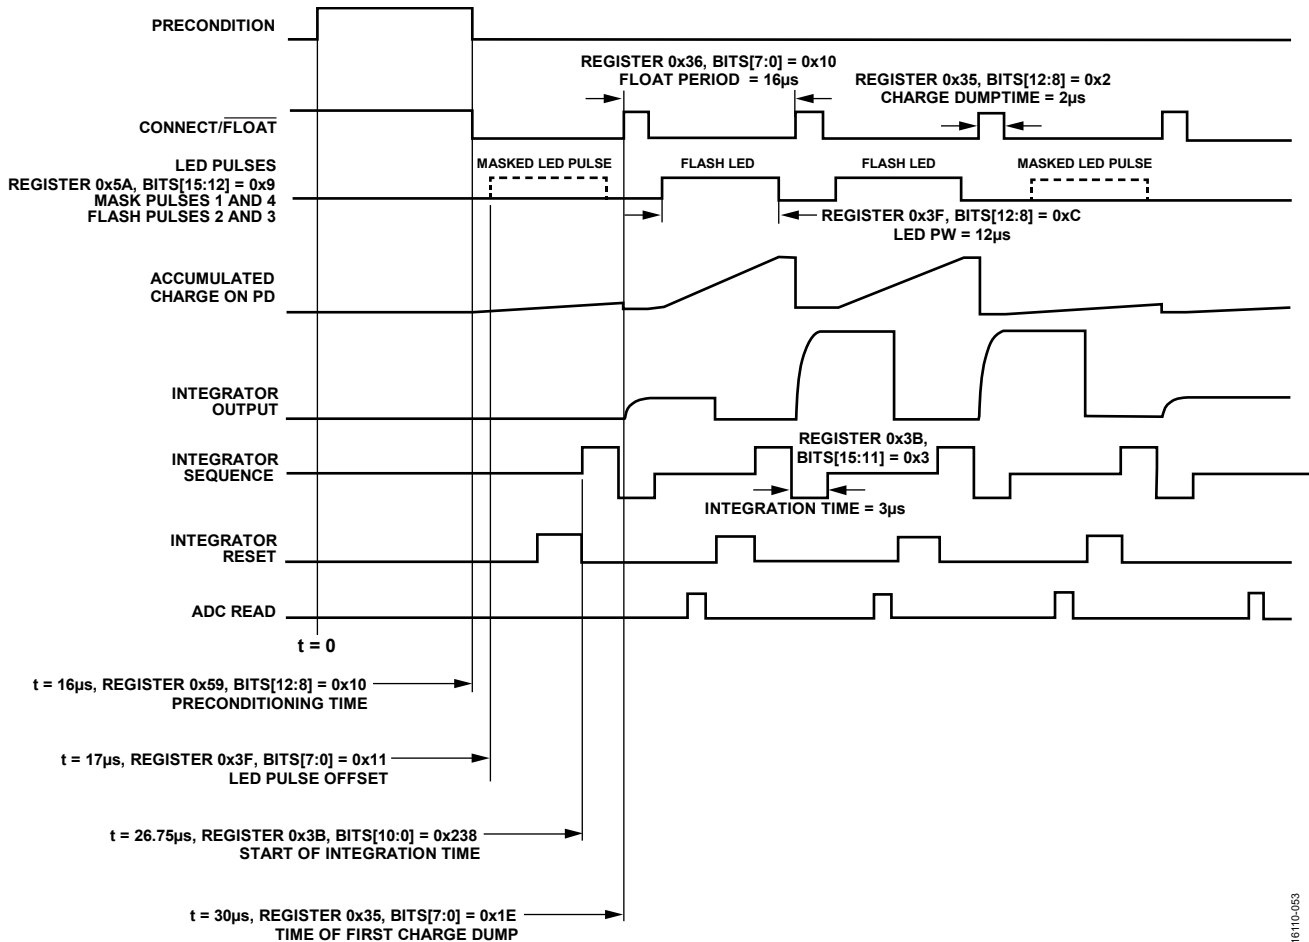 PRECONDITION
REGISTER 0x36, BITS[7:0] = 0x10
FLOAT PERIOD = 16µs
REGISTER 0x35, BITS[12:8] = 0x2
CHARGE DUMPTIME = 2µs
CONNECT/FLOAT
LED PULSES
REGISTER 0x5A, BITS[15:12] = 0x9
MASK PULSES 1 AND 4
FLASH PULSES 2 AND 3
MASKED LED PULSE
FLASH LED
FLASH LED
MASKED LED PULSE
REGISTER 0x3F, BITS[12:8] = 0xC
LED PW = 12µs
ACCUMULATED
CHARGE ON PD
INTEGRATOR
OUTPUT
REGISTER 0x3B,
BITS[15:11] = 0x3
INTEGRATOR
SEQUENCE
INTEGRATION TIME = 3µs
INTEGRATOR
RESET
ADC READ
t = 0
t = 16µs, REGISTER 0x59, BITS[12:8] = 0x10
PRECONDITIONING TIME
t = 17µs, REGISTER 0x3F, BITS[7:0] = 0x11
LED PULSE OFFSET
t = 26.75µs, REGISTER 0x3B, BITS[10:0] = 0x238
START OF INTEGRATION TIME
t = 30µs, REGISTER 0x35, BITS[7:0] = 0x1E
TIME OF FIRST CHARGE DUMP
16110-053